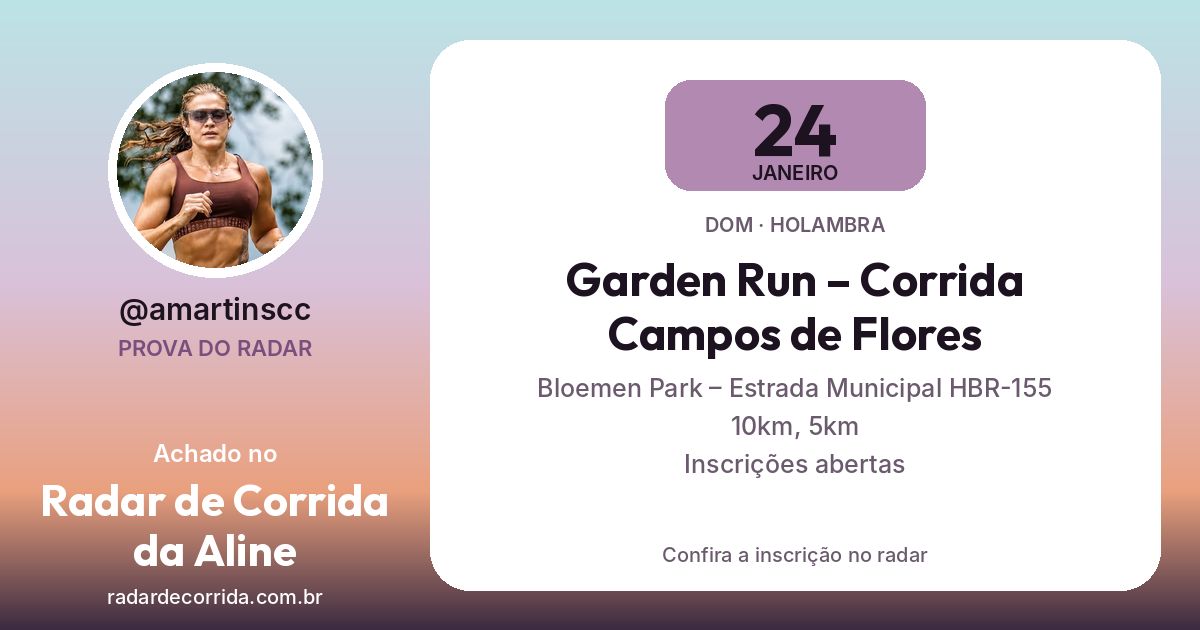 @amartinscc
PROVA DO RADAR
Achado no
Radar de Corrida
da Aline
radardecorrida.com.br
24
JANEIRO
DOM · HOLAMBRA
Garden Run – Corrida
Campos de Flores
Bloemen Park – Estrada Municipal HBR-155
10km, 5km
Inscrições abertas
Confira a inscrição no radar